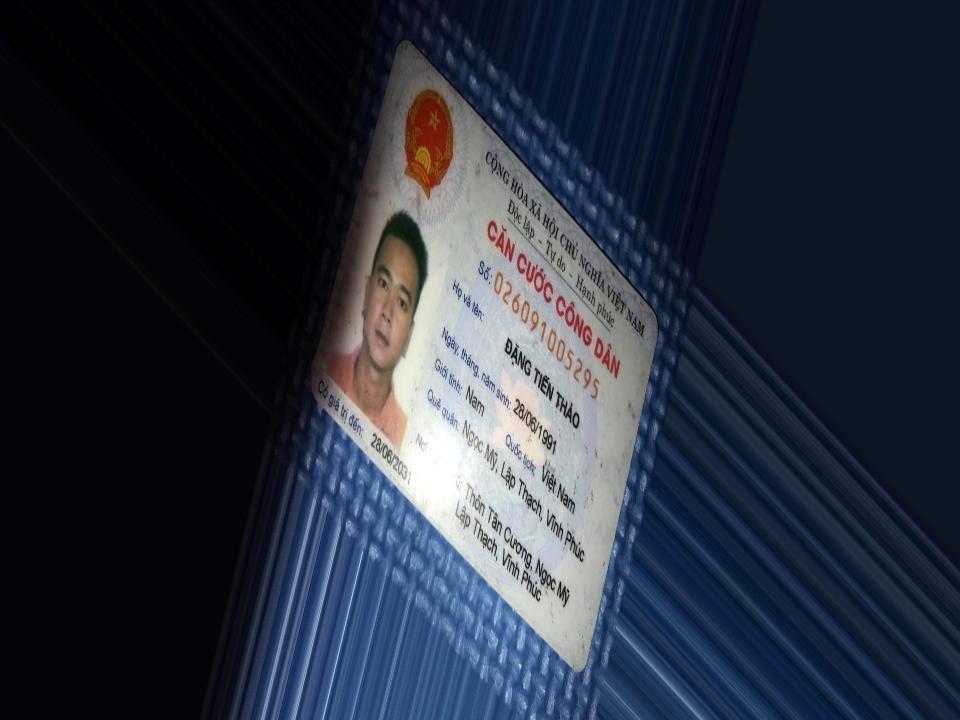 CỘNG HÒA XÃ HỘI CHỦ NGHĨA VIỆT NAM
Độc lập - Tự do - Hạnh phúc
CĂN CƯỚC CÔNG DÂN
Số: 026091005295
Họ và tên:
ĐẶNG TIẾN THẢO
Ngày, tháng, năm sinh: 28/06/1991
Giới tính: Nam Quốc tịch: Việt Nam
Quê quán: Ngọc Mỹ, Lập Thạch, Vĩnh Phúc
Nơi Thôn Tân Cương, Ngọc Mỹ
Lập Thạch, Vĩnh Phúc
Có giá trị đến: 28/06/2031